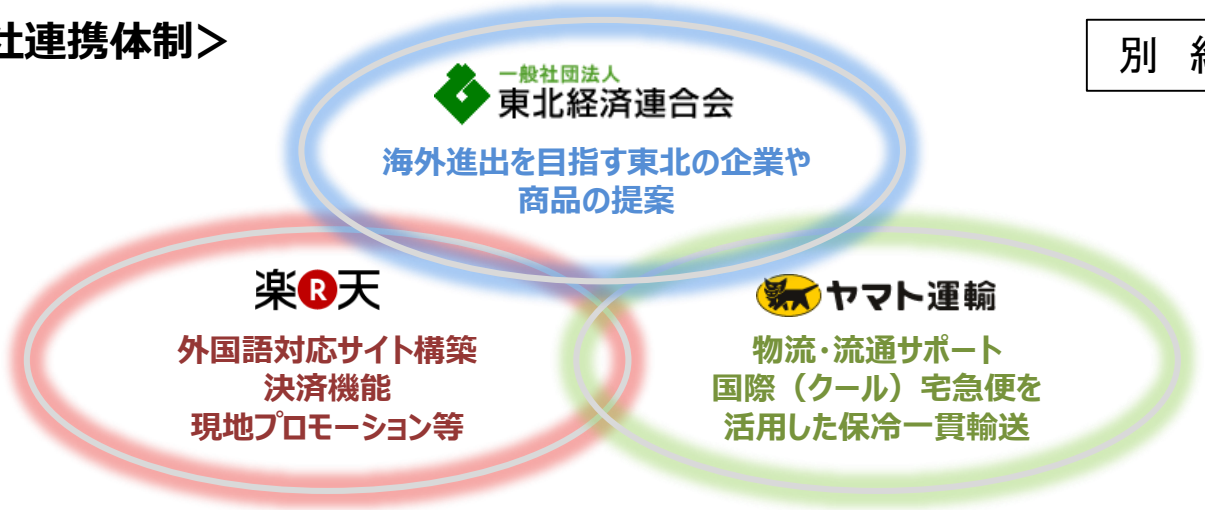 社連携体制＞
別 紙
一般社団法人
東北経済連合会
海外進出を目指す東北の企業や
商品の提案
楽R天
外国語対応サイト構築
決済機能
現地プロモーション等
ヤマト運輸
物流・流通サポート
国際（クール）宅急便を
活用した保冷一貫輸送